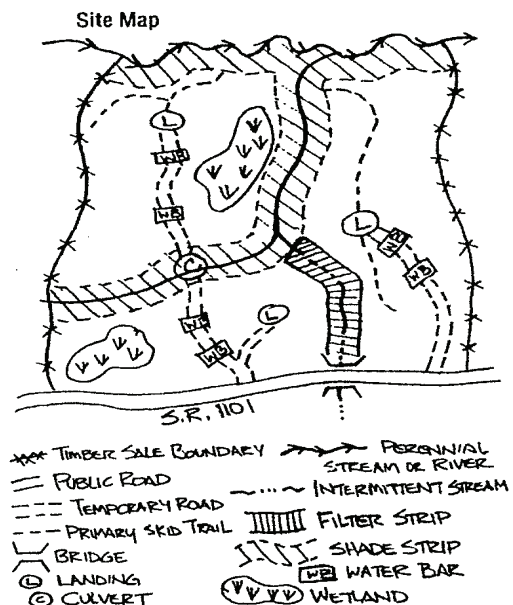 Site Map
L
WB
WB
L
WB
WB
C
WB
L
WB
S.R. 1101
TIMBER SALE BOUNDARY
PERENNIAL
STREAM OR RIVER
PUBLIC ROAD
INTERMITTENT STREAM
TEMPORARY ROAD
PRIMARY SKID TRAIL
FILTER STRIP
BRIDGE
SHADE STRIP
L LANDING
WB WATER BAR
C CULVERT
WETLAND